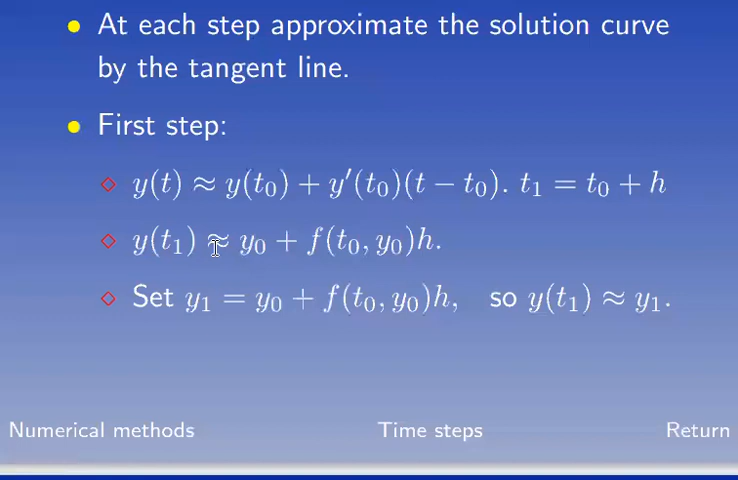 At each step approximate the solution curve
by the tangent line.
First step:
y(t) ≈ y(t₀) + y′(t₀)(t − t₀). t₁ = t₀ + h
y(t₁) ≈ y₀ + f(t₀, y₀)h.
Set y₁ = y₀ + f(t₀, y₀)h, so y(t₁) ≈ y₁.
Numerical methods Time steps Return